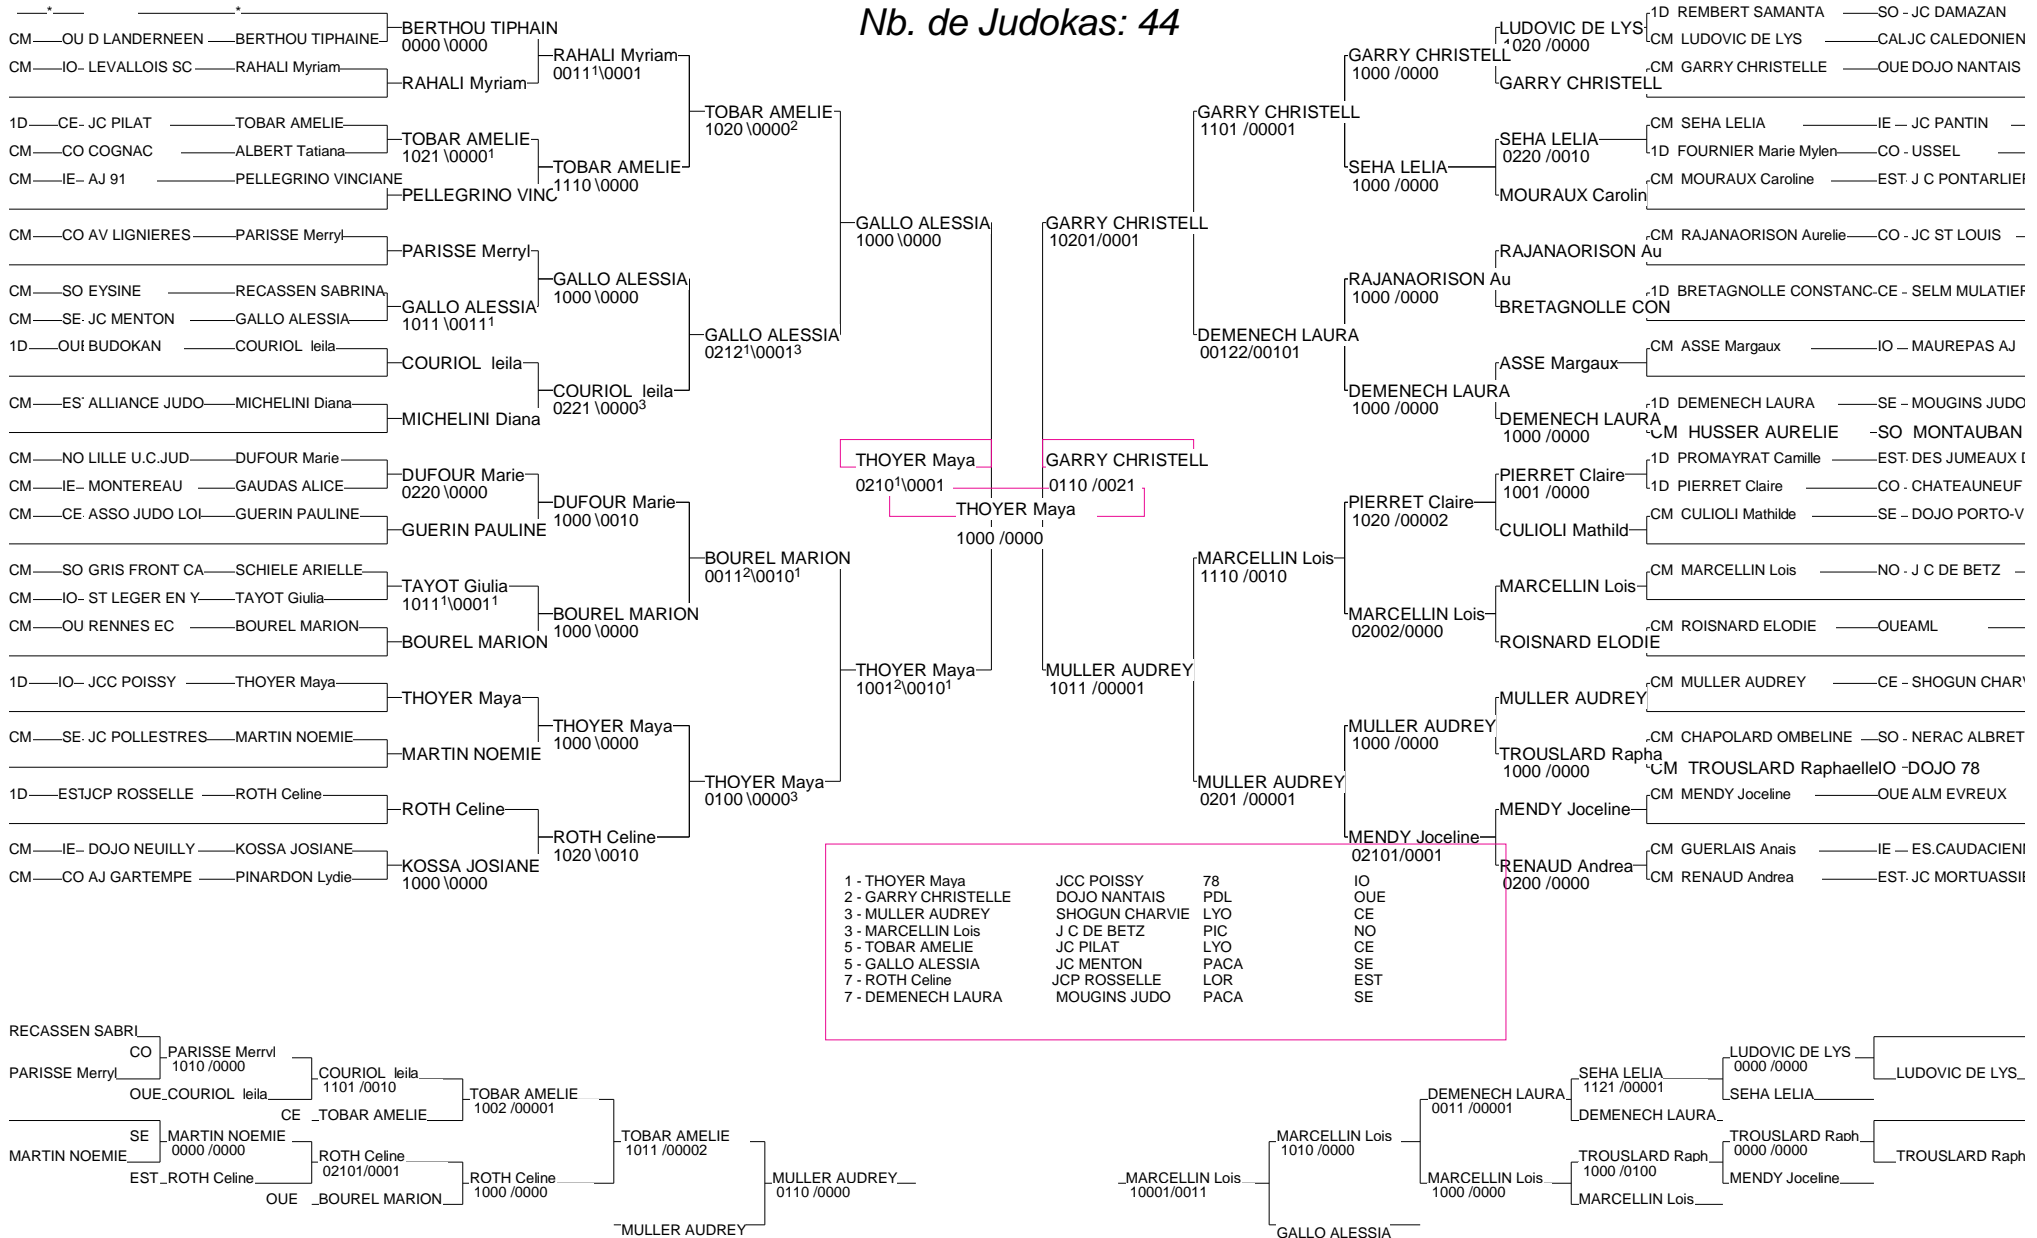 Nb. de Judokas: 44
* *
CM OU D LANDERNEEN BERTHOU TIPHAINE
CM IO- LEVALLOIS SC RAHALI Myriam
1D CE- JC PILAT TOBAR AMELIE
CM CO COGNAC ALBERT Tatiana
CM IE- AJ 91 PELLEGRINO VINCIANE
CM CO AV LIGNIERES PARISSE Merryl
CM SO EYSINE RECASSEN SABRINA
CM SE- JC MENTON GALLO ALESSIA
1D OUE BUDOKAN COURIOL leila
CM EST ALLIANCE JUDO MICHELINI Diana
CM NO LILLE U.C.JUD DUFOUR Marie
CM IE- MONTEREAU GAUDAS ALICE
CM CE- ASSO JUDO LOI GUERIN PAULINE
CM SO GRIS FRONT CA SCHIELE ARIELLE
CM IO- ST LEGER EN Y TAYOT Giulia
CM OU RENNES EC BOUREL MARION
1D IO- JCC POISSY THOYER Maya
CM SE- JC POLLESTRES MARTIN NOEMIE
1D EST JCP ROSSELLE ROTH Celine
CM IE- DOJO NEUILLY KOSSA JOSIANE
CM CO AJ GARTEMPE PINARDON Lydie
BERTHOU TIPHAIN
0000 \0000
RAHALI Myriam
TOBAR AMELIE
1021 \0000¹
PELLEGRINO VINC
PARISSE Merryl
GALLO ALESSIA
1011 \0011¹
COURIOL leila
MICHELINI Diana
DUFOUR Marie
0220 \0000
GUERIN PAULINE
TAYOT Giulia
1011¹\0001¹
BOUREL MARION
THOYER Maya
MARTIN NOEMIE
ROTH Celine
KOSSA JOSIANE
1000 \0000
RAHALI Myriam
0011¹\0001
TOBAR AMELIE
1110 \0000
GALLO ALESSIA
1000 \0000
COURIOL leila
0221 \0000³
DUFOUR Marie
1000 \0010
BOUREL MARION
1000 \0000
THOYER Maya
1000 \0000
ROTH Celine
1020 \0010
TOBAR AMELIE
1020 \0000²
GALLO ALESSIA
0212¹\0001³
BOUREL MARION
0011²\0010¹
THOYER Maya
0100 \0000³
GALLO ALESSIA
1000 \0000
THOYER Maya
1001²\0010¹
THOYER Maya
0210¹\0001
GARRY CHRISTELL
0110 /0021
THOYER Maya
1000 /0000
GARRY CHRISTELL
10201/0001
MULLER AUDREY
1011 /00001
GARRY CHRISTELL
1101 /00001
DEMENECH LAURA
00122/00101
MARCELLIN Lois
1110 /0010
MULLER AUDREY
0201 /00001
GARRY CHRISTELL
1000 /0000
SEHA LELIA
1000 /0000
RAJANAORISON Au
1000 /0000
DEMENECH LAURA
1000 /0000
PIERRET Claire
1020 /00002
MARCELLIN Lois
02002/0000
MULLER AUDREY
1000 /0000
MENDY Joceline
02101/0001
LUDOVIC DE LYS
1020 /0000
GARRY CHRISTELL
SEHA LELIA
0220 /0010
MOURAUX Carolin
RAJANAORISON Au
BRETAGNOLLE CON
ASSE Margaux
DEMENECH LAURA
1000 /0000
PIERRET Claire
1001 /0000
CULIOLI Mathild
MARCELLIN Lois
ROISNARD ELODIE
MULLER AUDREY
TROUSLARD Rapha
1000 /0000
MENDY Joceline
RENAUD Andrea
0200 /0000
1D REMBERT SAMANTA SO - JC DAMAZAN
CM LUDOVIC DE LYS CAL JC CALEDONIEN
CM GARRY CHRISTELLE OUE DOJO NANTAIS
CM SEHA LELIA IE - JC PANTIN
1D FOURNIER Marie Mylen CO - USSEL
CM MOURAUX Caroline EST- J C PONTARLIER
CM RAJANAORISON Aurelie CO - JC ST LOUIS
1D BRETAGNOLLE CONSTANC CE - SELM MULATIER
CM ASSE Margaux IO - MAUREPAS AJ
1D DEMENECH LAURA SE - MOUGINS JUDO
CM HUSSER AURELIE -SO MONTAUBAN
1D PROMAYRAT Camille EST- DES JUMEAUX D
1D PIERRET Claire CO - CHATEAUNEUF
CM CULIOLI Mathilde SE - DOJO PORTO-V
CM MARCELLIN Lois NO - J C DE BETZ
CM ROISNARD ELODIE OUE AML
CM MULLER AUDREY CE - SHOGUN CHARV
CM CHAPOLARD OMBELINE SO - NERAC ALBRET
CM TROUSLARD Raphaelle IO -DOJO 78
CM MENDY Joceline OUE ALM EVREUX
CM GUERLAIS Anais IE - ES.CAUDACIENN
CM RENAUD Andrea EST- JC MORTUASSIE
1 - THOYER Maya JCC POISSY 78 IO
2 - GARRY CHRISTELLE DOJO NANTAIS PDL OUE
3 - MULLER AUDREY SHOGUN CHARVIE LYO CE
3 - MARCELLIN Lois J C DE BETZ PIC NO
5 - TOBAR AMELIE JC PILAT LYO CE
5 - GALLO ALESSIA JC MENTON PACA SE
7 - ROTH Celine JCP ROSSELLE LOR EST
7 - DEMENECH LAURA MOUGINS JUDO PACA SE
RECASSEN SABRI
PARISSE Merryl
MARTIN NOEMIE
CO PARISSE Merryl
1010 /0000
OUE COURIOL leila
SE MARTIN NOEMIE
0000 /0000
EST ROTH Celine
COURIOL leila
1101 /0010
CE TOBAR AMELIE
ROTH Celine
02101/0001
OUE BOUREL MARION
TOBAR AMELIE
1002 /00001
ROTH Celine
1000 /0000
TOBAR AMELIE
1011 /00002
MULLER AUDREY
MULLER AUDREY
0110 /0000
MARCELLIN Lois
10001/0011
MARCELLIN Lois
1010 /0000
GALLO ALESSIA
DEMENECH LAURA
0011 /00001
MARCELLIN Lois
1000 /0000
SEHA LELIA
1121 /00001
DEMENECH LAURA
TROUSLARD Raph
1000 /0100
MARCELLIN Lois
LUDOVIC DE LYS
0000 /0000
SEHA LELIA
TROUSLARD Raph
0000 /0000
MENDY Joceline
LUDOVIC DE LYS
TROUSLARD Raph